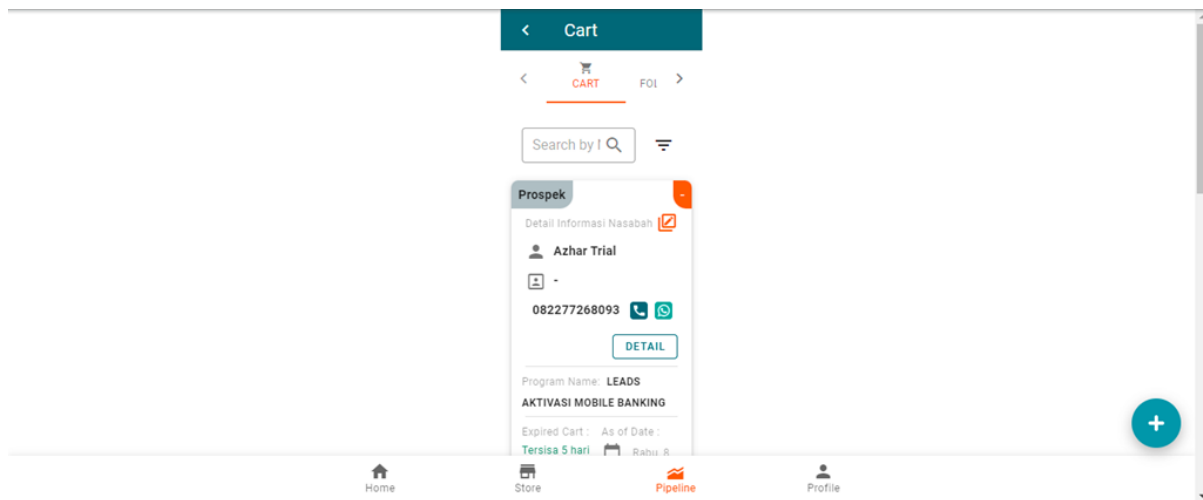 Cart
CART FOL
Search by
Prospek -
Detail Informasi Nasabah
Azhar Trial
-
082277268093
DETAIL
Program Name: LEADS
AKTIVASI MOBILE BANKING
Expired Cart : As of Date :
Tersisa 5 hari Rabu, 8
Home Store Pipeline Profile